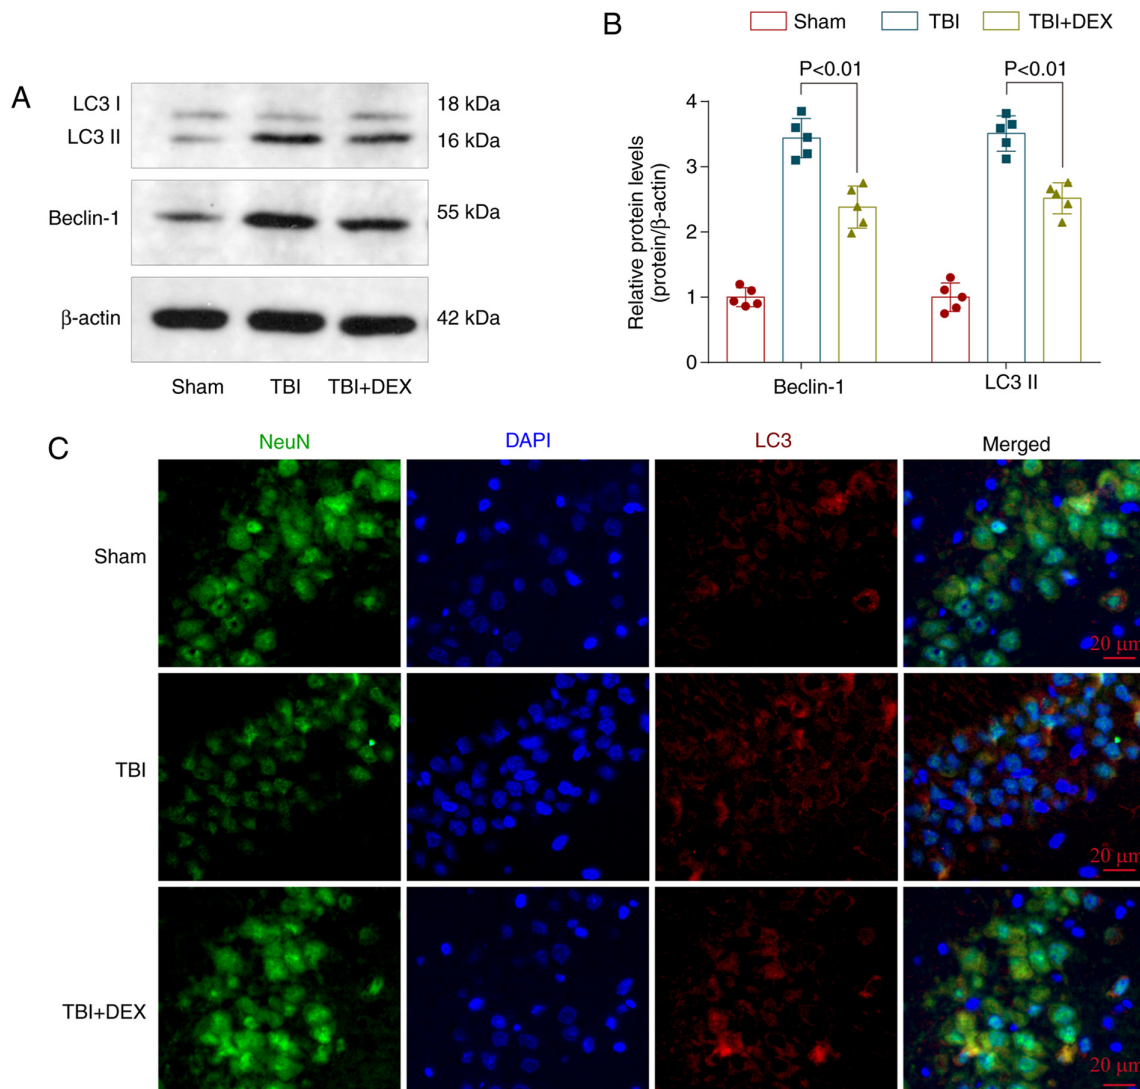 A
LC3 I
LC3 II
18 kDa
16 kDa
Beclin-1
55 kDa
β-actin
42 kDa
Sham TBI TBI+DEX
B
Sham TBI TBI+DEX
P<0.01 P<0.01
Relative protein levels
(protein/β-actin)
4
3
2
1
0
Beclin-1 LC3 II
C
NeuN DAPI LC3 Merged
Sham
20 μm
TBI
20 μm
TBI+DEX
20 μm